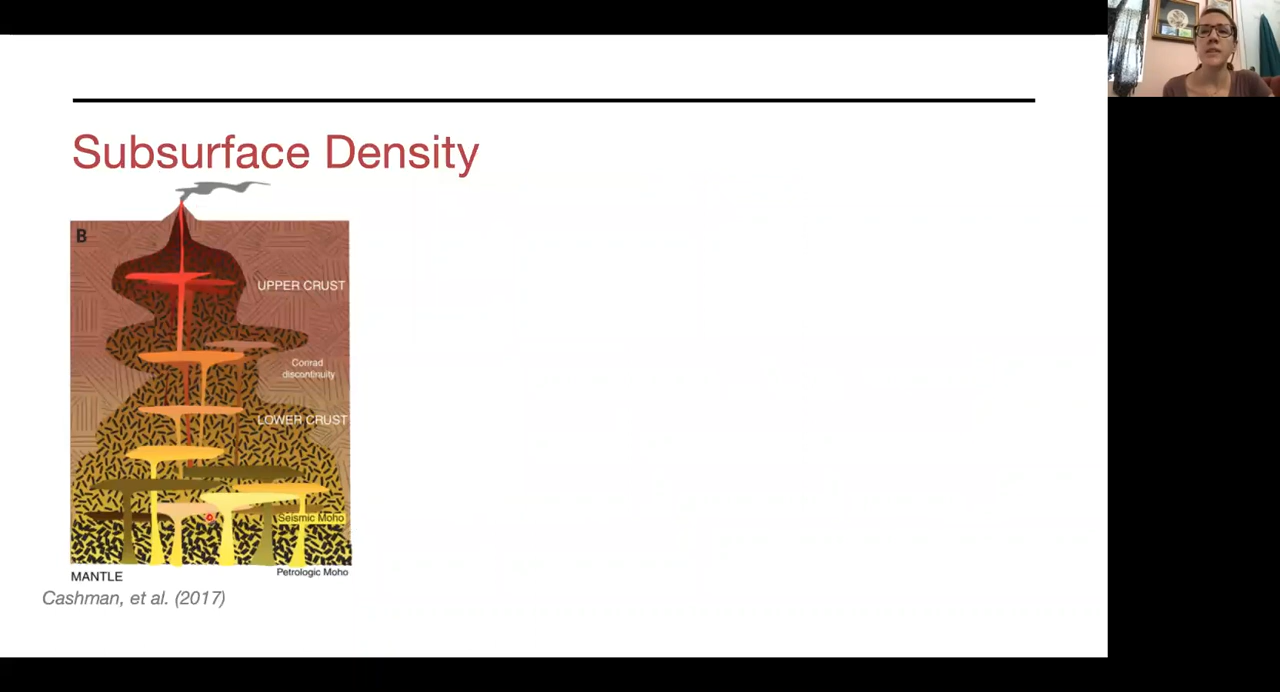 Subsurface Density
B
UPPER CRUST
Conrad
discontinuity
LOWER CRUST
Seismic Moho
MANTLE
Petrologic Moho
Cashman, et al. (2017)